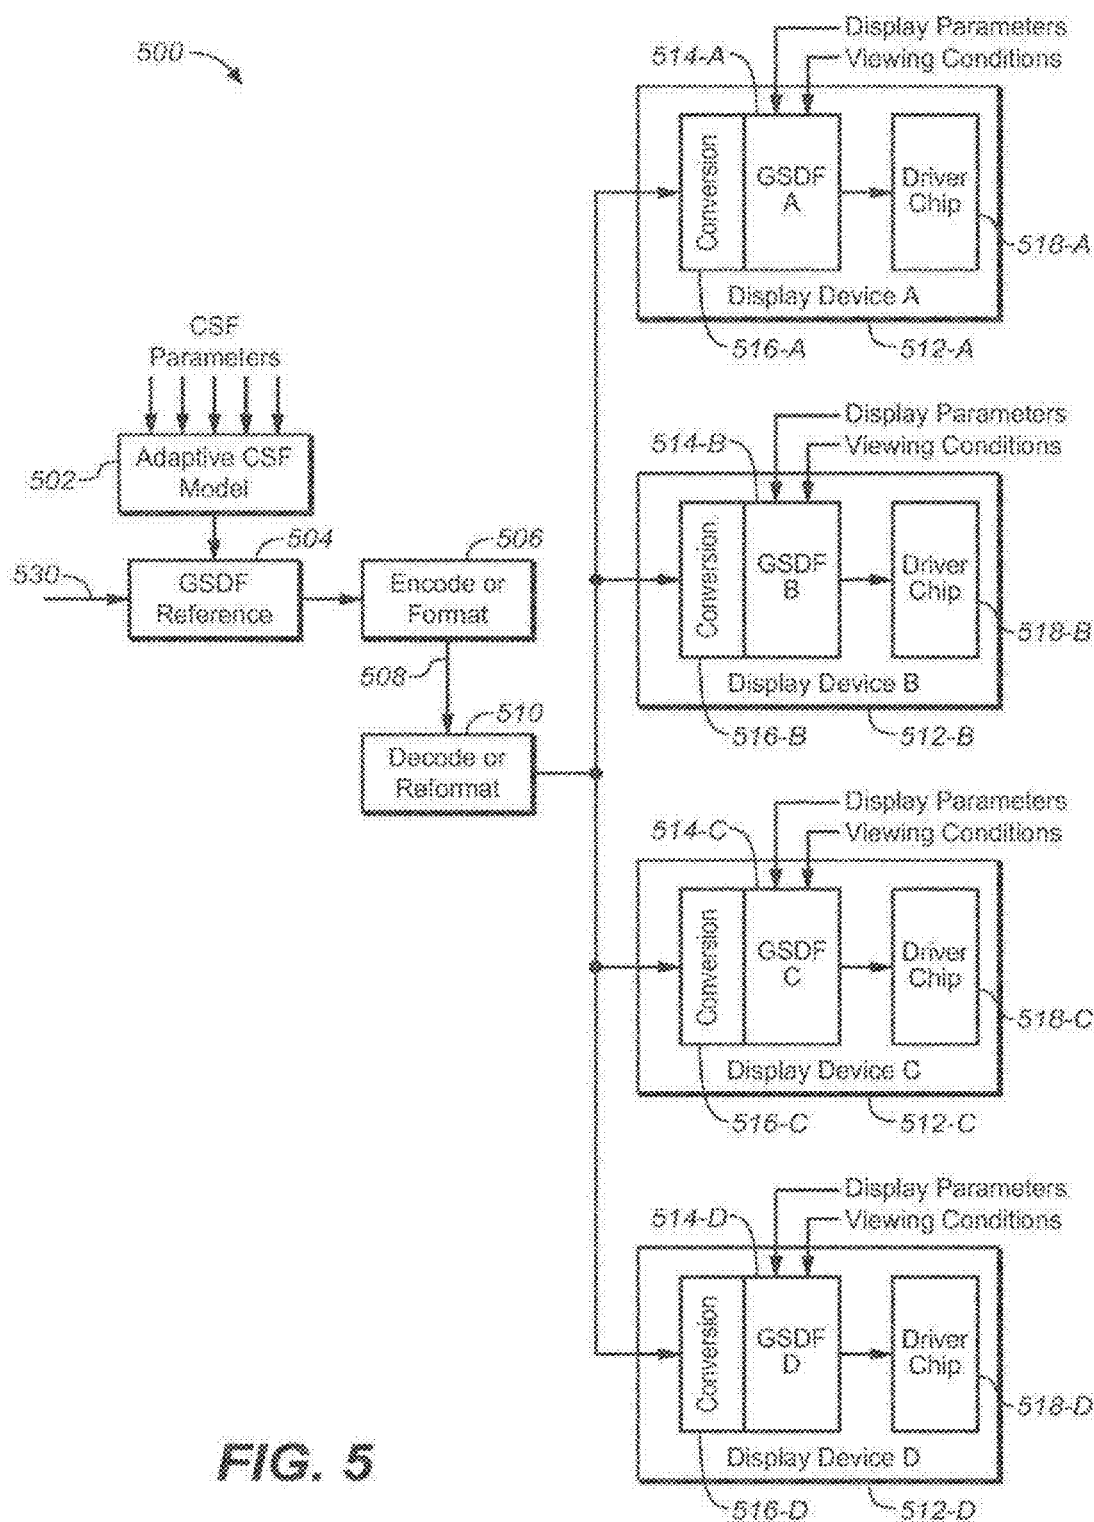 500
Display Parameters
Viewing Conditions
514-A
Conversion
GSDF
A
Driver
Chip
518-A
Display Device A
516-A
512-A
CSF
Parameters
Adaptive CSF
Model
502
504
530
GSDF
Reference
506
Encode or
Format
508
510
Decode or
Reformat
Display Parameters
Viewing Conditions
514-B
Conversion
GSDF
B
Driver
Chip
518-B
Display Device B
516-B
512-B
Display Parameters
Viewing Conditions
514-C
Conversion
GSDF
C
Driver
Chip
518-C
Display Device C
516-C
512-C
Display Parameters
Viewing Conditions
514-D
Conversion
GSDF
D
Driver
Chip
518-D
Display Device D
516-D
512-D
FIG. 5